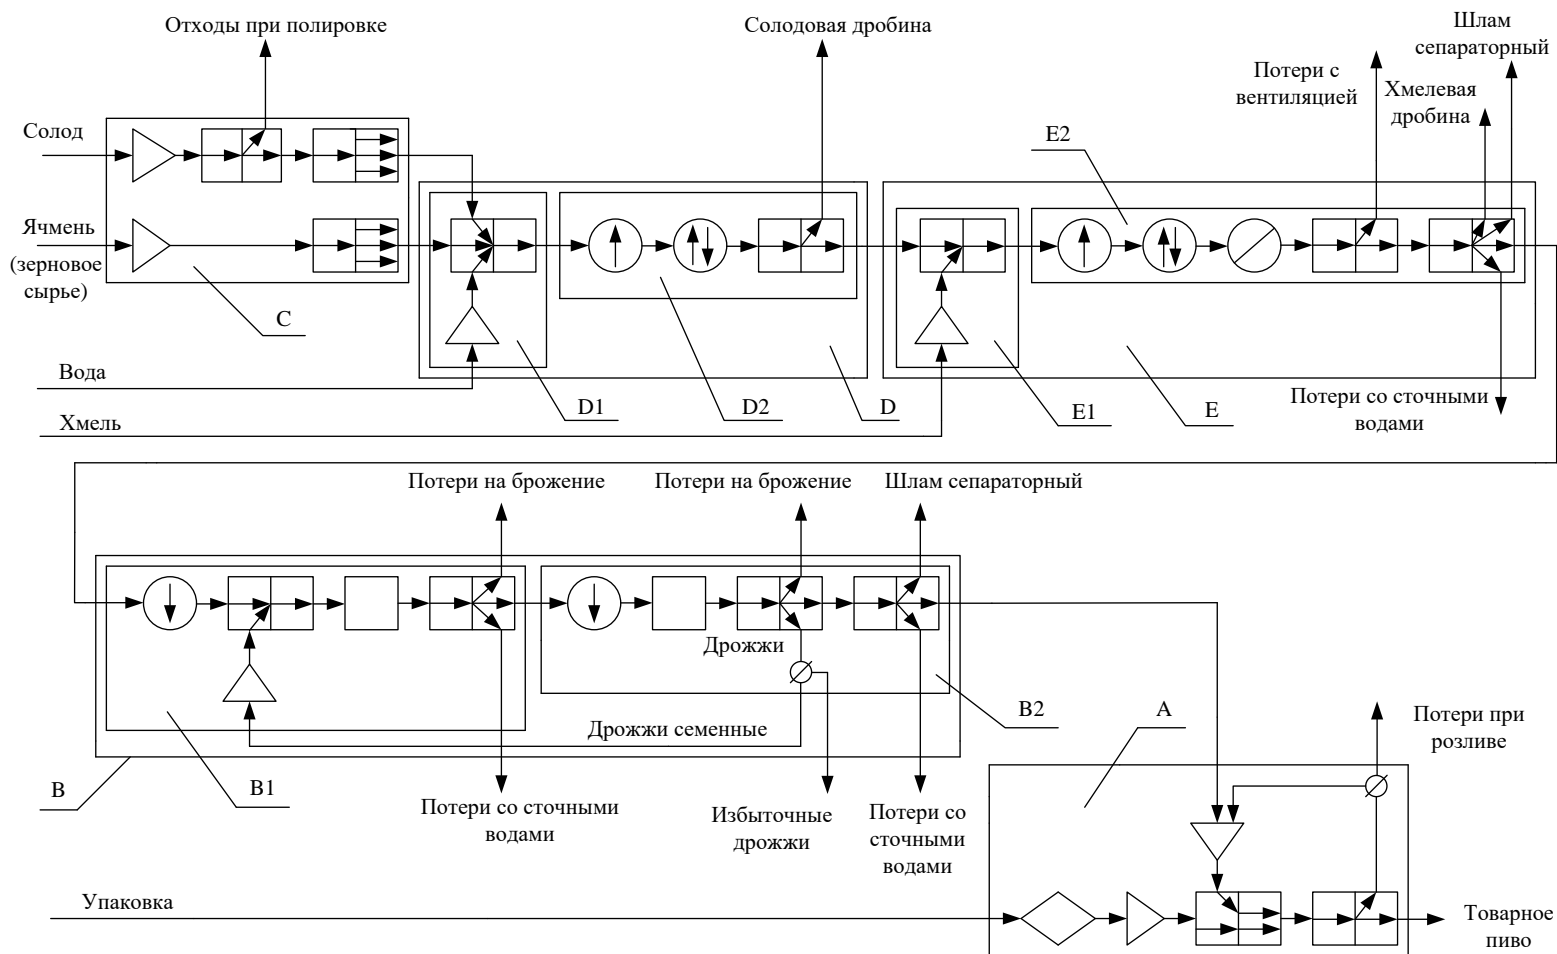 Отходы при полировке
Солодовая дробина
Шлам
сепараторный
Потери с
вентиляцией
Хмелевая
дробина
Солод
E2
Ячмень
(зерновое
сырье)
C
Вода
D1
D2
D
E1
E
Потери со сточными
водами
Хмель
Потери на брожение
Потери на брожение
Шлам сепараторный
Дрожжи
Дрожжи семенные
B2
A
Потери при
розливе
B
B1
Потери со сточными
водами
Избыточные
дрожжи
Потери со
сточными
водами
Упаковка
Товарное
пиво